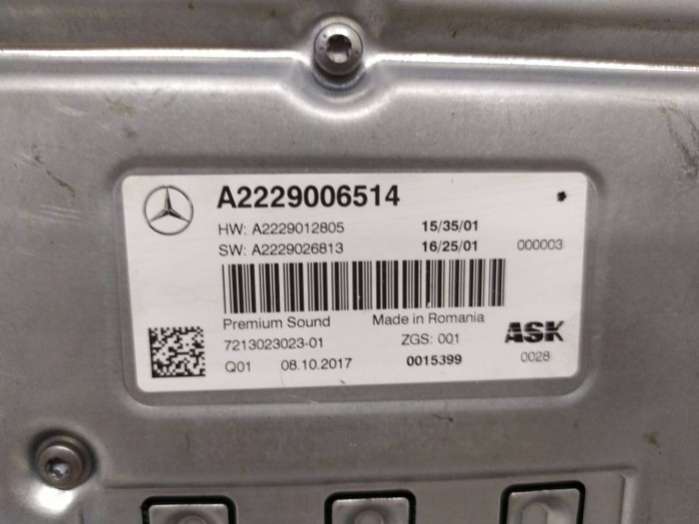 A2229006514
HW: A2229012805 15/35/01
SW: A2229026813 16/25/01 000003
Premium Sound Made in Romania
7213023023-01 ZGS: 001 ASK
Q01 08.10.2017 0015399 0028